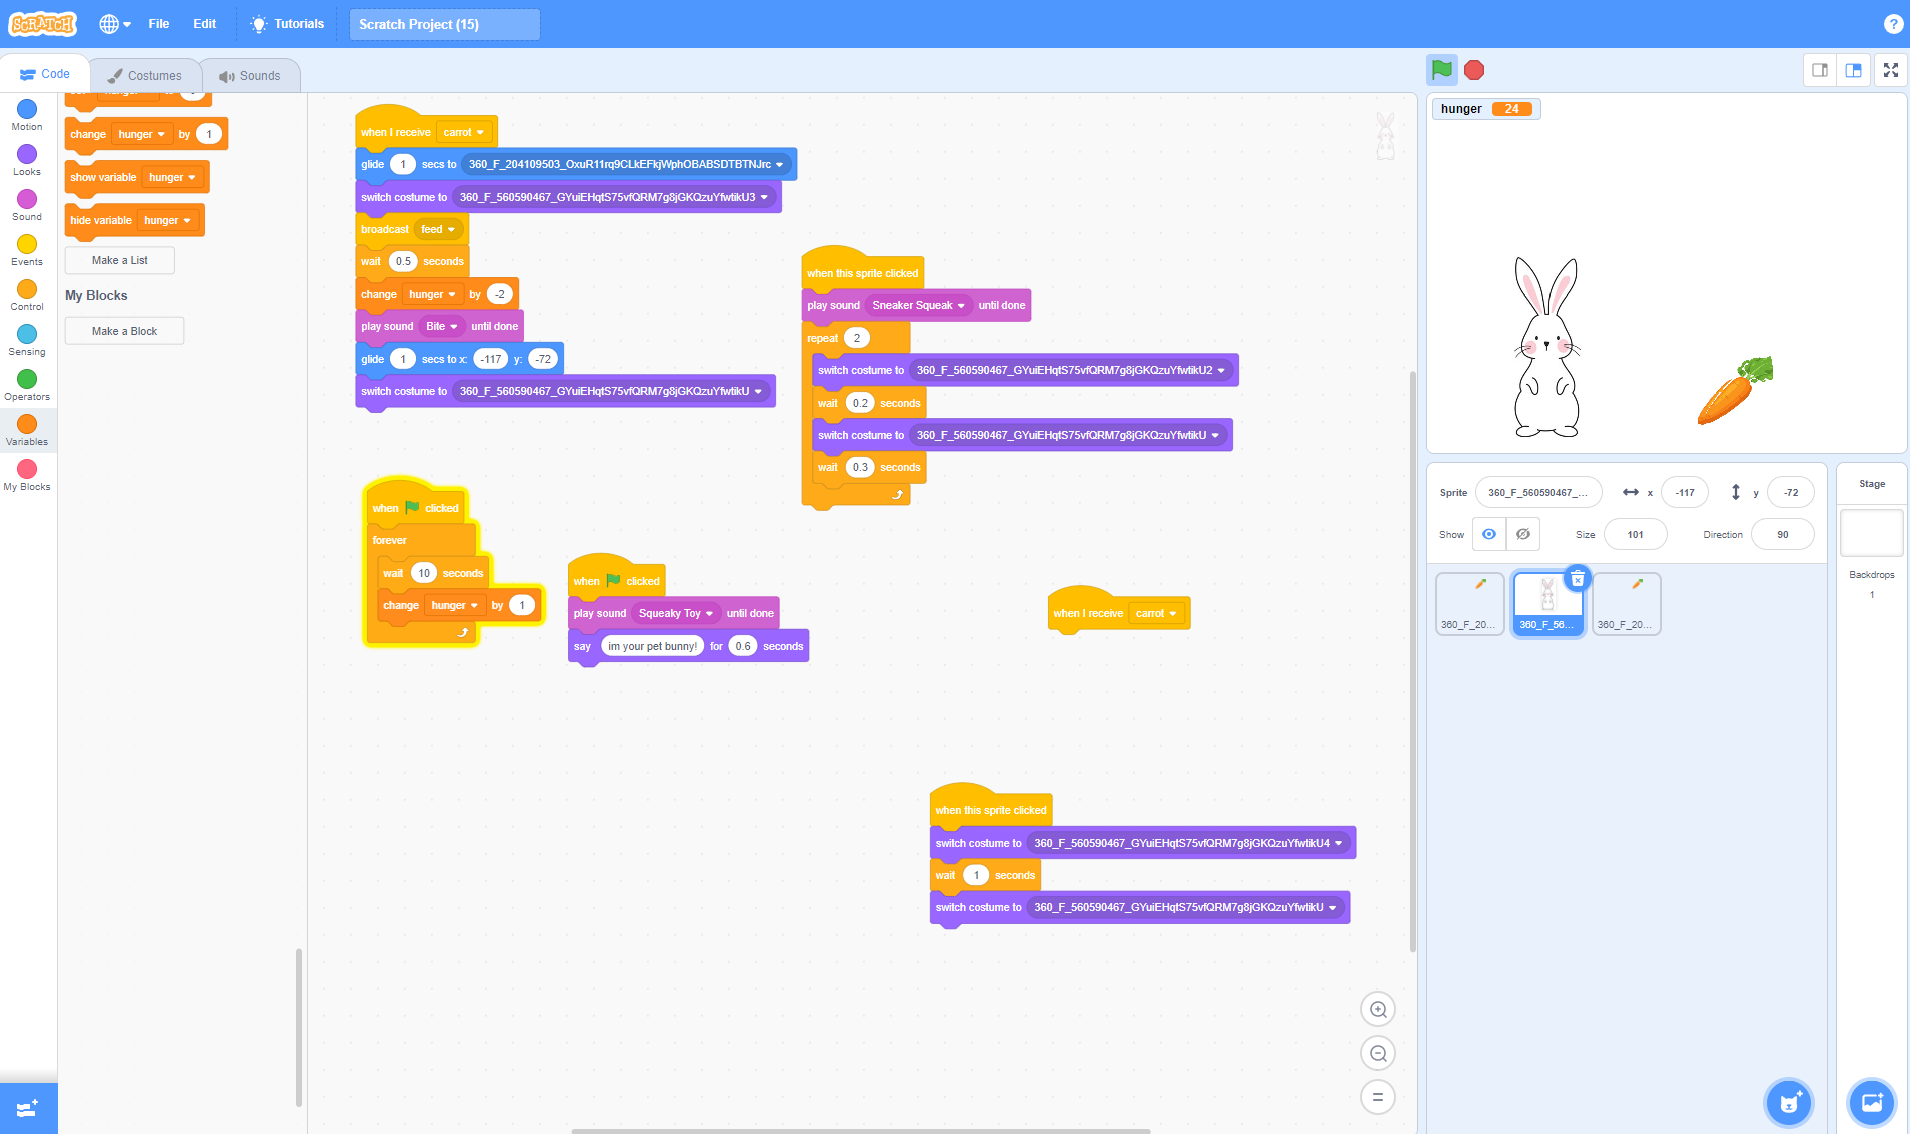 SCRATCH
File
Edit
Tutorials
Scratch Project (15)
?
Code
Costumes
Sounds
Motion
Looks
Sound
Events
Control
Sensing
Operators
Variables
My Blocks
change hunger by 1
show variable hunger
hide variable hunger
Make a List
My Blocks
Make a Block
when I receive carrot
glide 1 secs to 360_F_204109503_OxuR11rq9CLkEFkjWphOBABSDTBTNJrc
switch costume to 360_F_560590467_GYuiEHqtS75vfQRM7g8jGKQzuYfwtikU3
broadcast feed
wait 0.5 seconds
change hunger by -2
play sound Bite until done
glide 1 secs to x: -117 y: -72
switch costume to 360_F_560590467_GYuiEHqtS75vfQRM7g8jGKQzuYfwtikU
when this sprite clicked
play sound Sneaker Squeak until done
repeat 2
switch costume to 360_F_560590467_GYuiEHqtS75vfQRM7g8jGKQzuYfwtikU2
wait 0.2 seconds
switch costume to 360_F_560590467_GYuiEHqtS75vfQRM7g8jGKQzuYfwtikU
wait 0.3 seconds
when clicked
forever
wait 10 seconds
change hunger by 1
when clicked
play sound Squeaky Toy until done
say im your pet bunny! for 0.6 seconds
when I receive carrot
when this sprite clicked
switch costume to 360_F_560590467_GYuiEHqtS75vfQRM7g8jGKQzuYfwtikU4
wait 1 seconds
switch costume to 360_F_560590467_GYuiEHqtS75vfQRM7g8jGKQzuYfwtikU
hunger 24
Sprite 360_F_560590467_... x -117 y -72
Show Size 101 Direction 90
360_F_20...
360_F_56...
360_F_20...
Stage
Backdrops
1